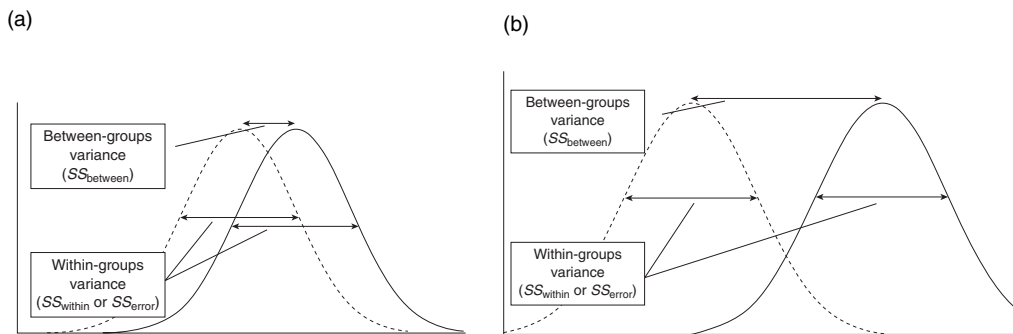 (a)
Between-groups
variance
(SSbetween)
Within-groups
variance
(SSwithin or SSerror)
(b)
Between-groups
variance
(SSbetween)
Within-groups
variance
(SSwithin or SSerror)